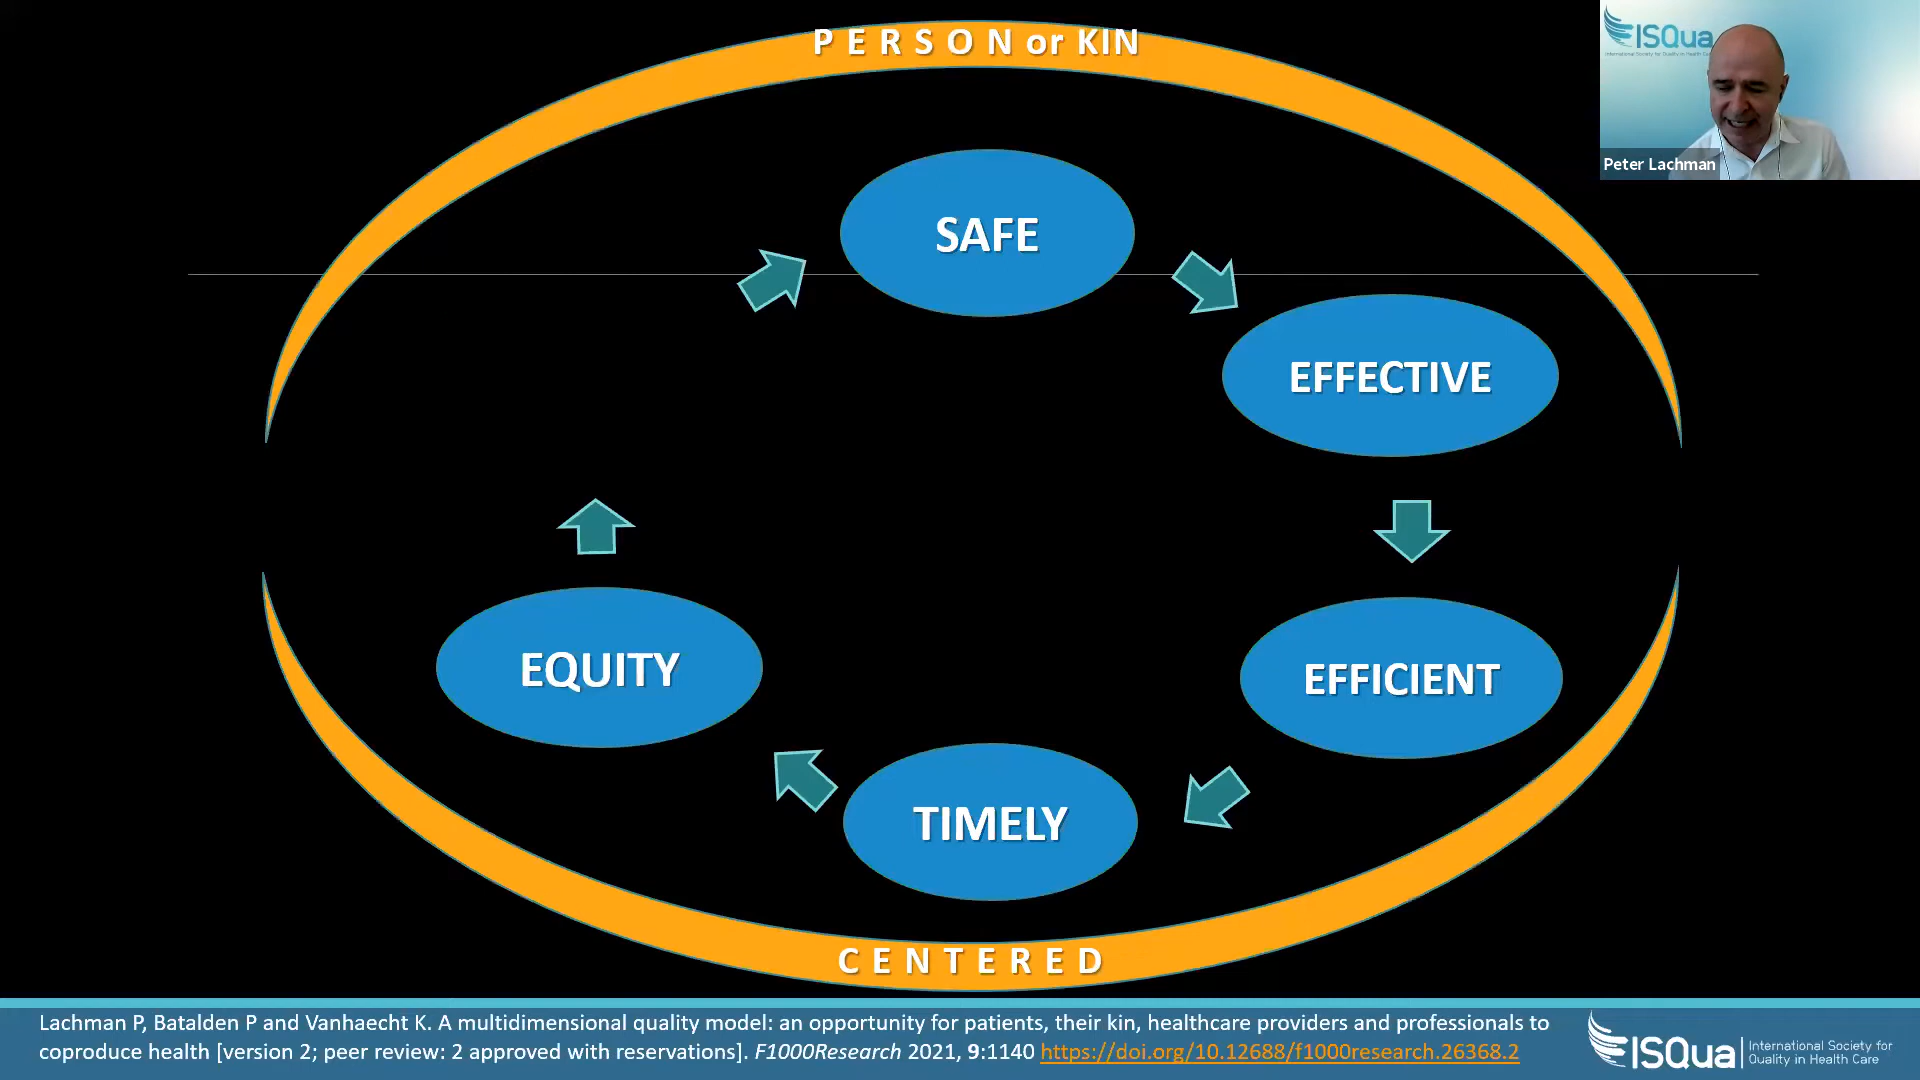 P E R S O N or KIN
ISQua
Peter Lachman
SAFE
EFFECTIVE
EQUITY
EFFICIENT
TIMELY
C E N T E R E D
Lachman P, Batalden P and Vanhaecht K. A multidimensional quality model: an opportunity for patients, their kin, healthcare providers and professionals to
coproduce health [version 2; peer review: 2 approved with reservations]. F1000Research 2021, 9:1140 https://doi.org/10.12688/f1000research.26368.2
ISQua
International Society for
Quality in Health Care